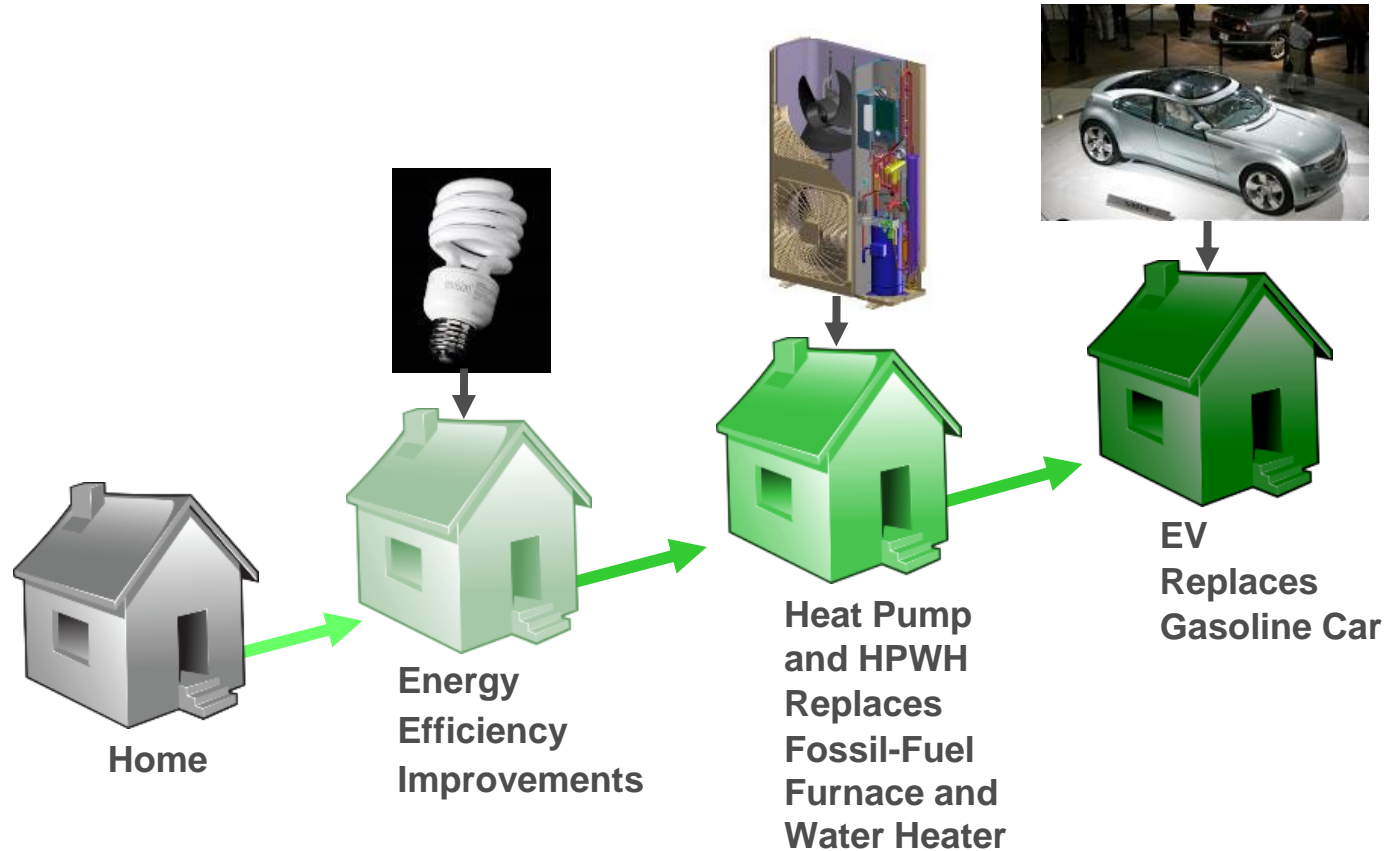 Home
Energy
Efficiency
Improvements
Heat Pump
and HPWH
Replaces
Fossil-Fuel
Furnace and
Water Heater
EV
Replaces
Gasoline Car